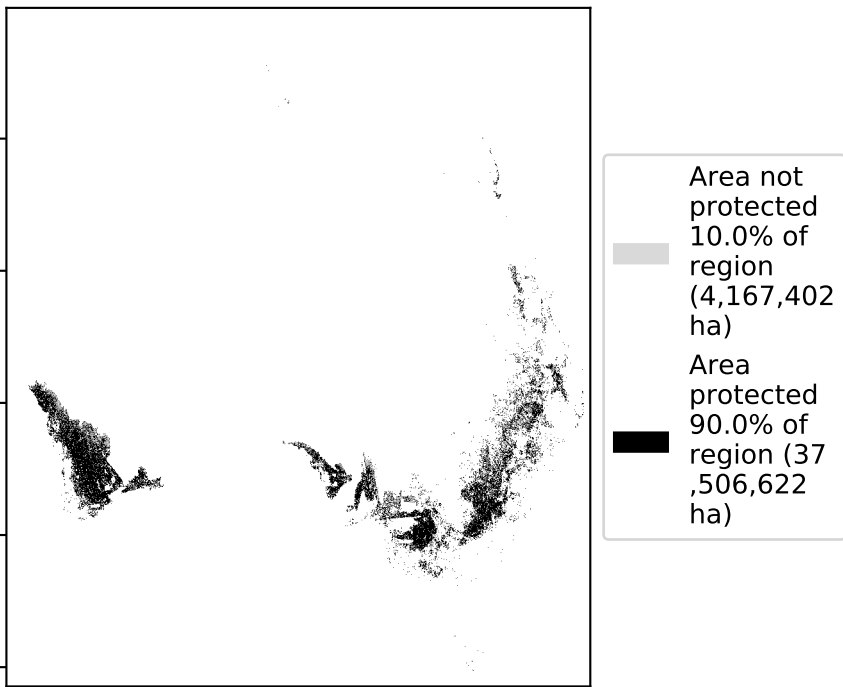 Area not
protected
10.0% of
region
(4,167,402
ha)
Area
protected
90.0% of
region (37
,506,622
ha)